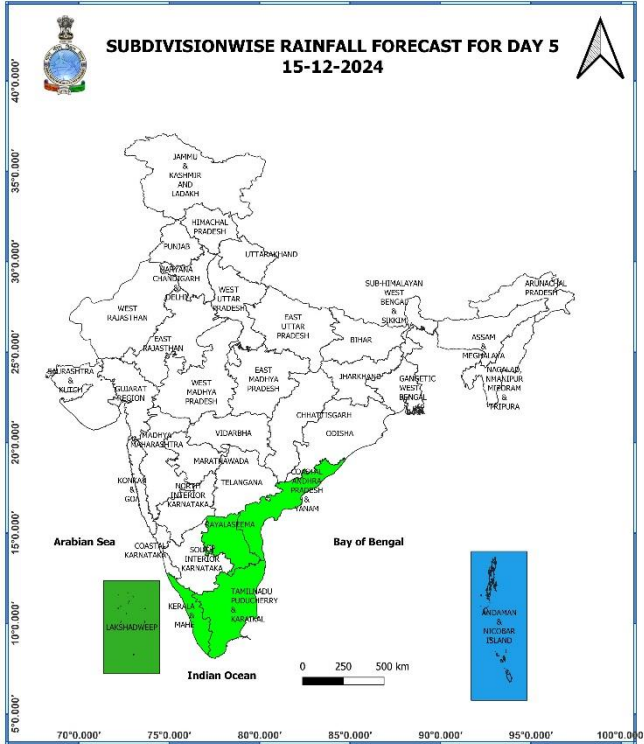 SUBDIVISIONWISE RAINFALL FORECAST FOR DAY 5
15-12-2024
40°0.000'
35°0.000'
30°0.000'
25°0.000'
20°0.000'
15°0.000'
10°0.000'
5°0.000'
JAMMU
&
KASHMIR
AND
LADAKH
HIMACHAL
PRADESH
PUNJAB
UTTARAKHAND
HARYANA
CHANDIGARH
&
DELHI
WEST
UTTAR
PRADESH
SUB-HIMALAYAN
WEST
BENGAL
&
SIKKIM
ARUNACHAL
PRADESH
WEST
RAJASTHAN
EAST
RAJASTHAN
EAST
UTTAR
PRADESH
BIHAR
ASSAM
&
MEGHALAYA
NAGALAD,
NMANIPUR
MIZORAM
&
TRIPURA
SAURASHTRA
&
KUTCH
GUJARAT
REGION
WEST
MADHYA
PRADESH
EAST
MADHYA
PRADESH
JHARKHAND
GANGETIC
WEST
BENGAL
CHHATTISGARH
ODISHA
MADHYA
MAHARASHTRA
VIDARBHA
MARATHWADA
TELANGANA
KONKAN
&
GOA
NORTH
INTERIOR
KARNATAKA
COASTAL
ANDHRA
PRADESH
&
YANAM
RAYALASEEMA
Arabian Sea
Bay of Bengal
COASTAL
KARNATAKA
SOUTH
INTERIOR
KARNATAKA
KERALA
&
MAHE
TAMILNADU
PUDUCHERRY
&
KARAIKAL
LAKSHADWEEP
ANDAMAN
&
NICOBAR
ISLAND
Indian Ocean
0 250 500 km
70°0.000' 75°0.000' 80°0.000' 85°0.000' 90°0.000' 95°0.000' 100°0.000'